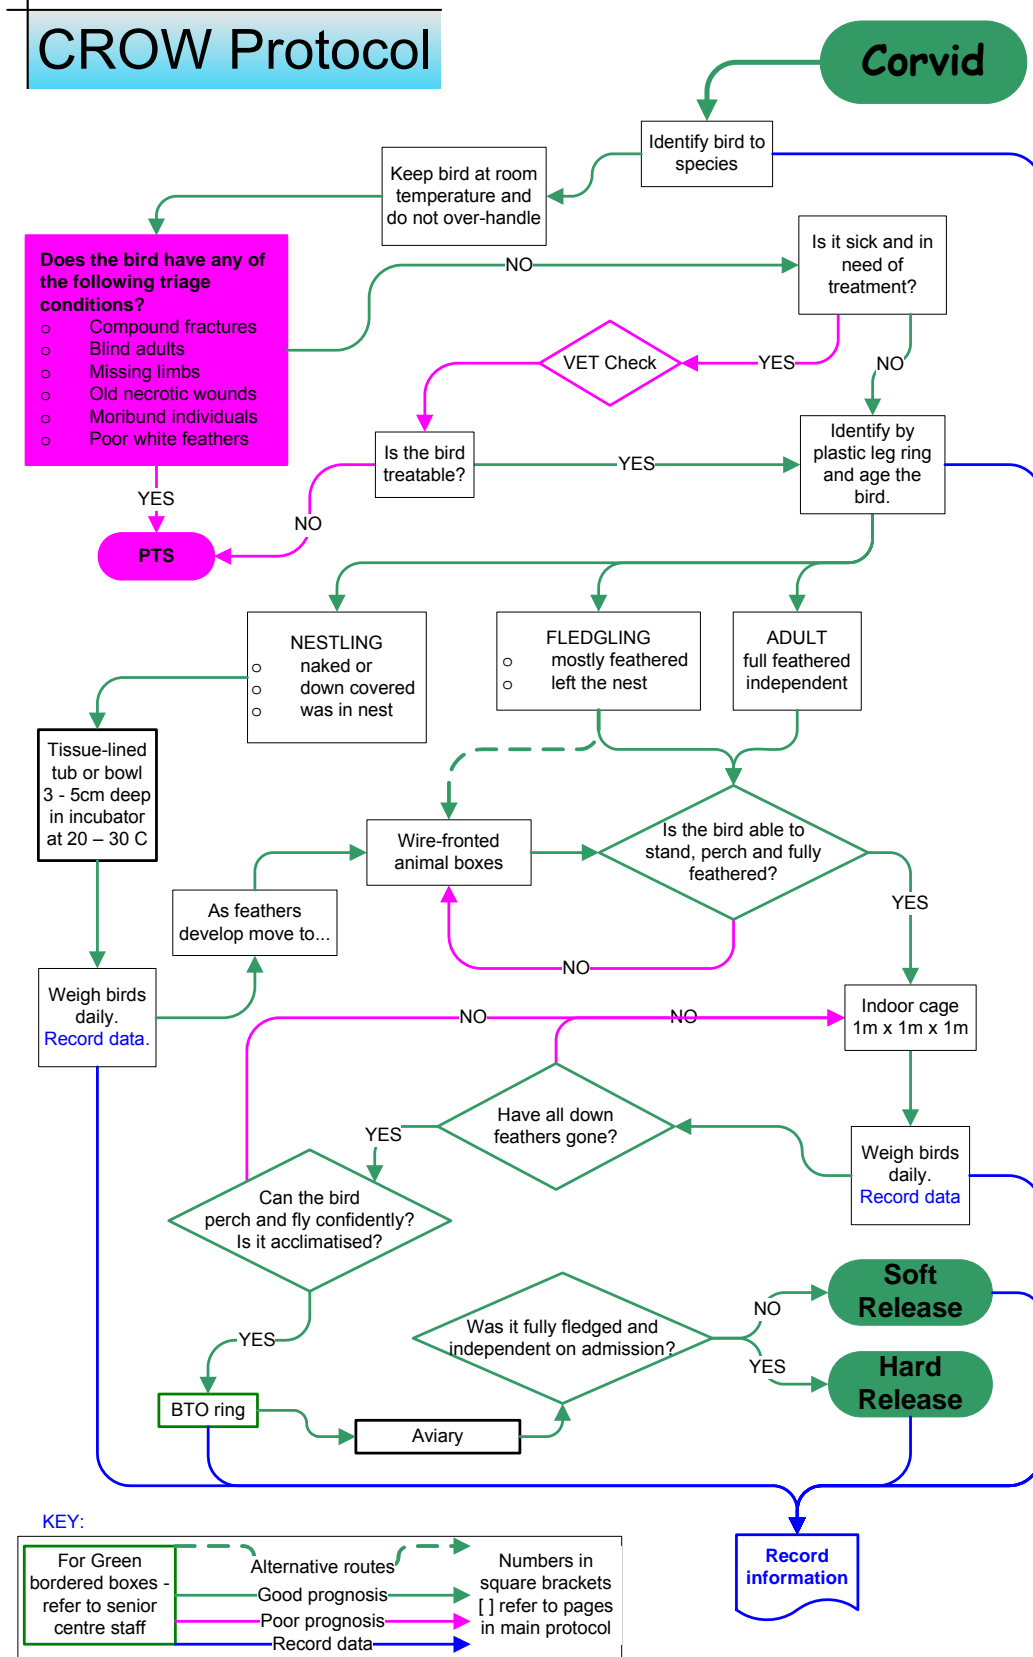 CROW Protocol
Corvid
Identify bird to
species
Keep bird at room
temperature and
do not over-handle
Does the bird have any of
the following triage
conditions?
o Compound fractures
o Blind adults
o Missing limbs
o Old necrotic wounds
o Moribund individuals
o Poor white feathers
NO
Is it sick and in
need of
treatment?
YES
VET Check
NO
Is the bird
treatable?
YES
Identify by
plastic leg ring
and age the
bird.
YES
NO
PTS
NESTLING
o naked or
o down covered
o was in nest
FLEDGLING
o mostly feathered
o left the nest
ADULT
full feathered
independent
Tissue-lined
tub or bowl
3 - 5cm deep
in incubator
at 20 – 30 C
Wire-fronted
animal boxes
Is the bird able to
stand, perch and fully
feathered?
YES
As feathers
develop move to...
NO
Weigh birds
daily.
Record data.
NO
NO
Indoor cage
1m x 1m x 1m
Have all down
feathers gone?
YES
Weigh birds
daily.
Record data
Can the bird
perch and fly confidently?
Is it acclimatised?
YES
Was it fully fledged and
independent on admission?
NO
Soft
Release
YES
Hard
Release
BTO ring
Aviary
Record
information
KEY:
For Green
bordered boxes -
refer to senior
centre staff
Alternative routes
Good prognosis
Poor prognosis
Record data
Numbers in
square brackets
[ ] refer to pages
in main protocol